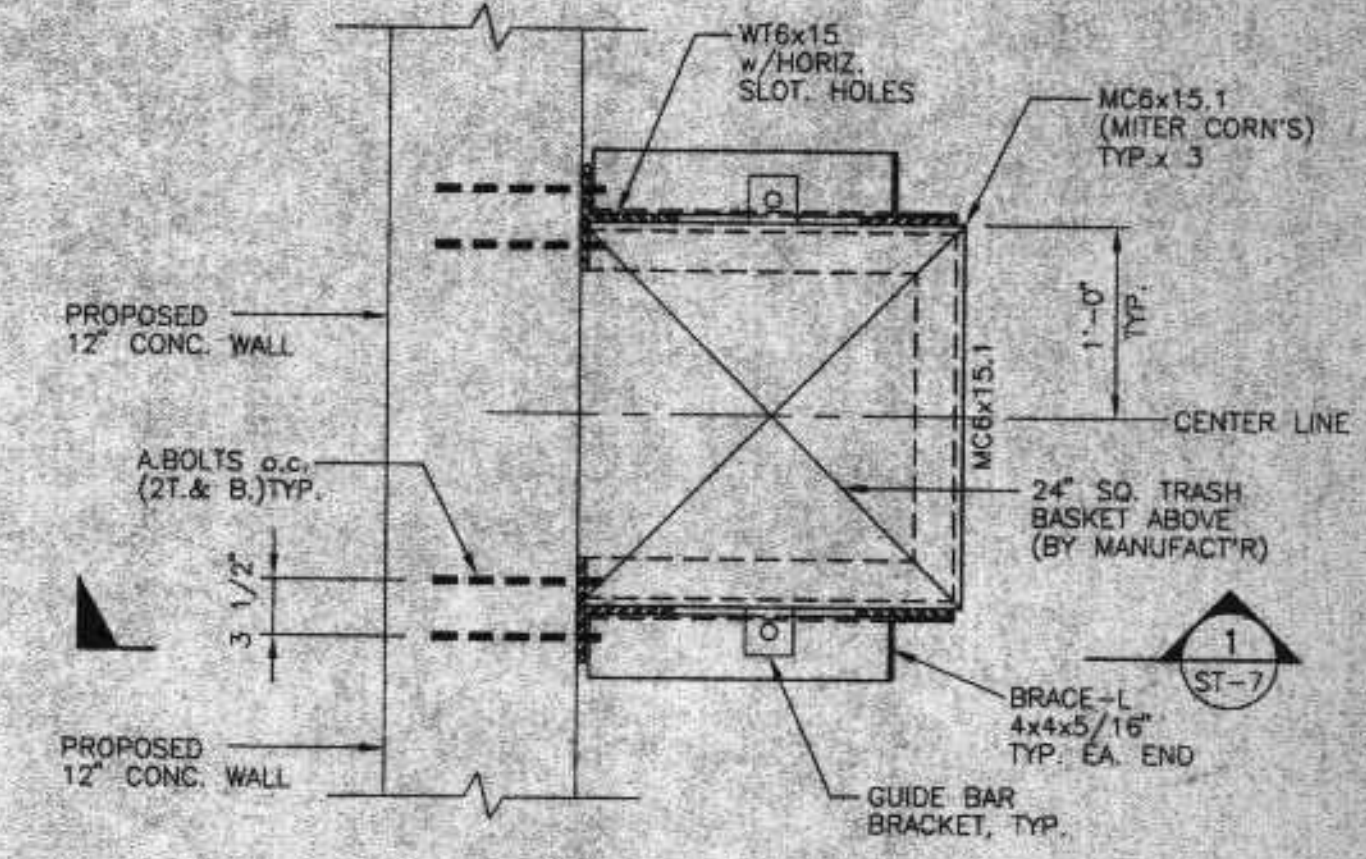 WT6x15
w/HORIZ.
SLOT. HOLES
MC6x15.1
(MITER CORN'S)
TYP.x 3
PROPOSED
12" CONC. WALL
1'-0"
TYP.
MC6x15.1
CENTER LINE
A.BOLTS o.c.
(2T.& B.)TYP.
24" SQ. TRASH
BASKET ABOVE
(BY MANUFACT'R)
3 1/2"
1
ST-7
BRACE-L
4x4x5/16"
TYP. EA. END
PROPOSED
12" CONC. WALL
GUIDE BAR
BRACKET, TYP.